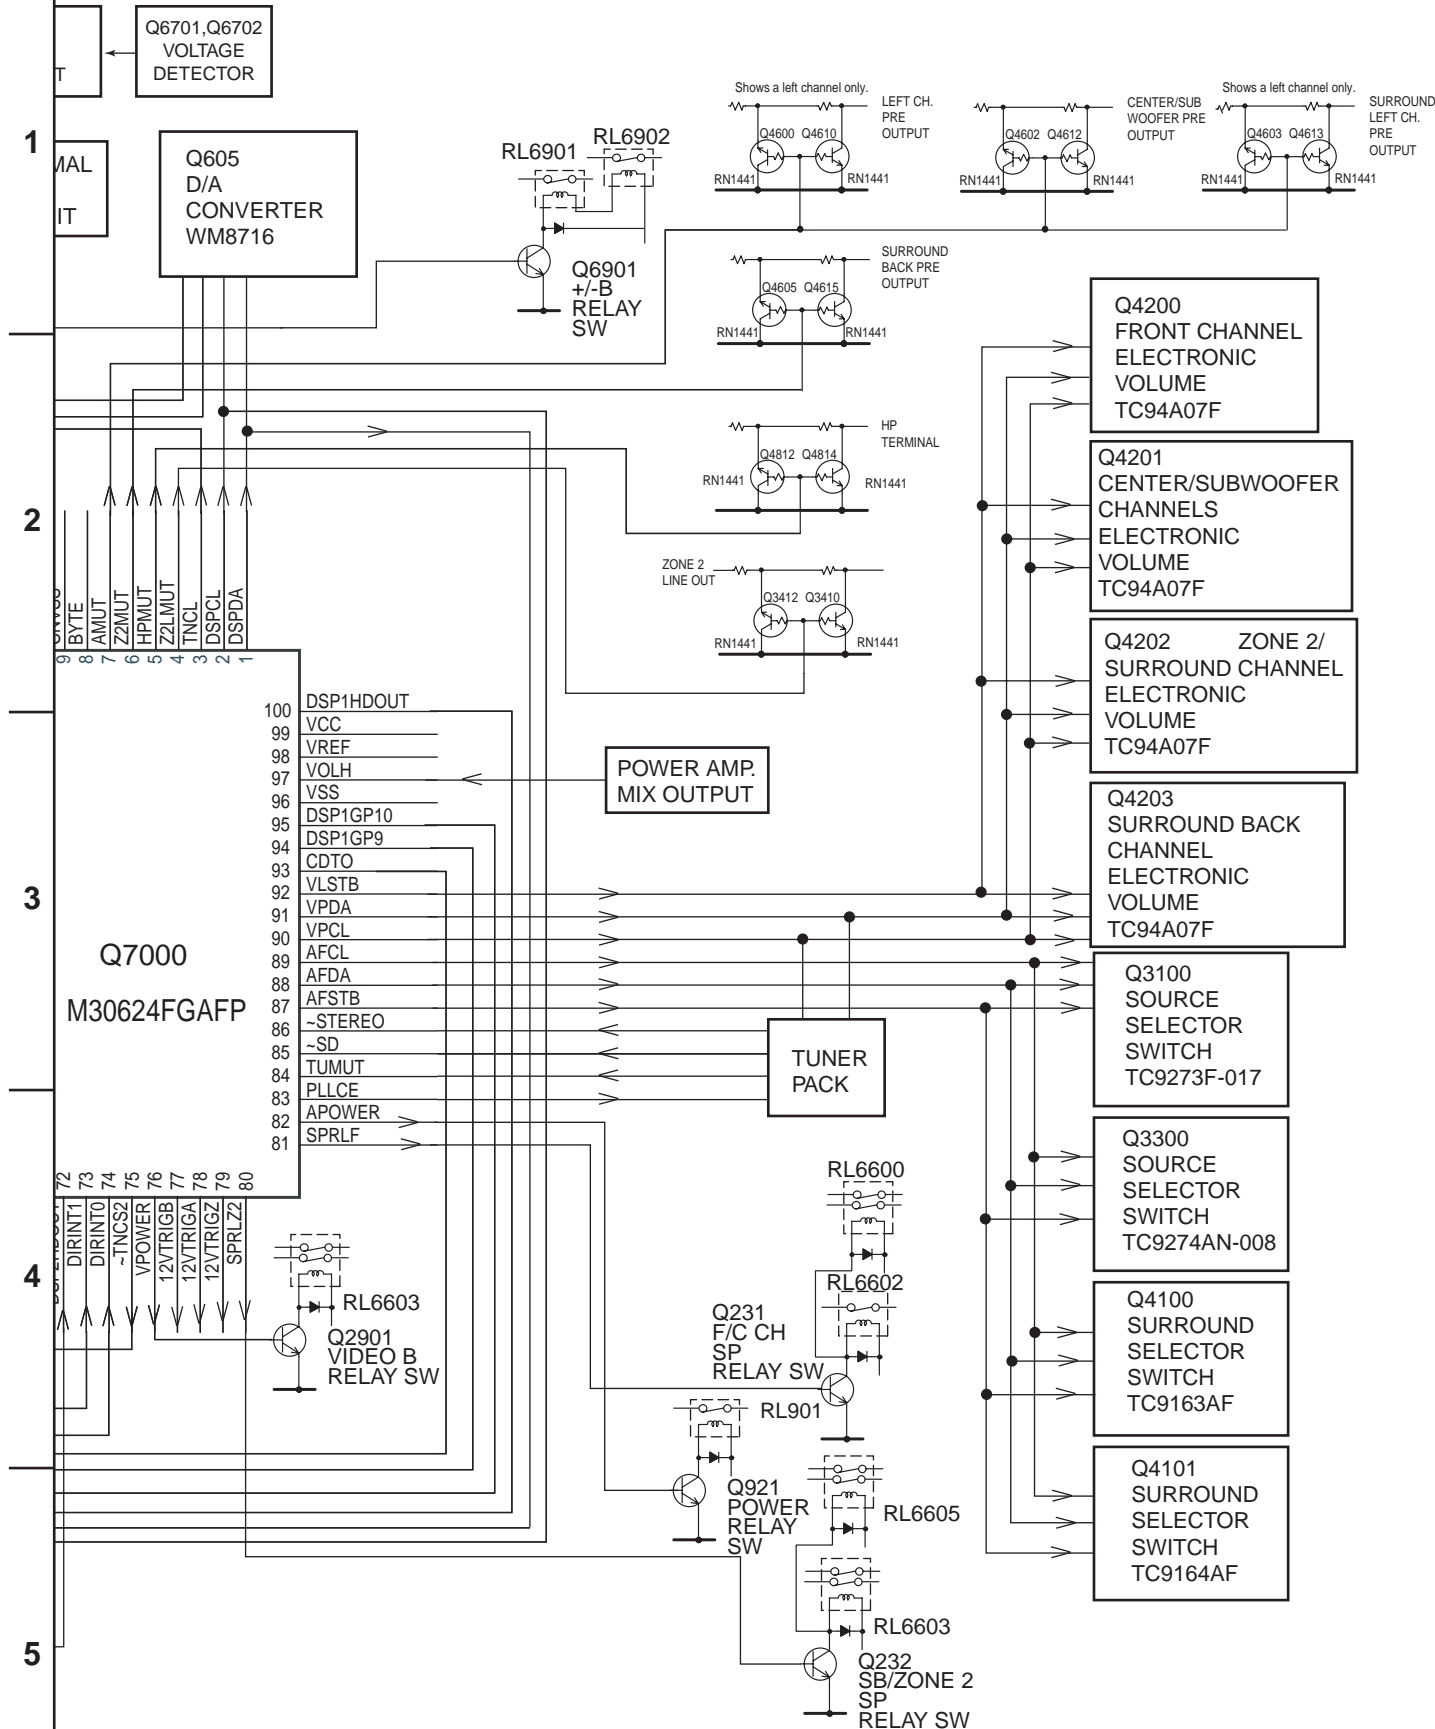 Q6701,Q6702
VOLTAGE
DETECTOR
T
1
MAL
IT
Q605
D/A
CONVERTER
WM8716
RL6901
RL6902
Q6901
+/-B
RELAY
SW
Shows a left channel only.
LEFT CH.
PRE
OUTPUT
Q4600 Q4610
RN1441
RN1441
CENTER/SUB
WOOFER PRE
OUTPUT
Q4602 Q4612
RN1441
RN1441
Shows a left channel only.
SURROUND
LEFT CH.
PRE
OUTPUT
Q4603 Q4613
RN1441
RN1441
SURROUND
BACK PRE
OUTPUT
Q4605 Q4615
RN1441
RN1441
HP
TERMINAL
Q4812 Q4814
RN1441
RN1441
ZONE 2
LINE OUT
Q3412 Q3410
RN1441
RN1441
Q4200
FRONT CHANNEL
ELECTRONIC
VOLUME
TC94A07F
Q4201
CENTER/SUBWOOFER
CHANNELS
ELECTRONIC
VOLUME
TC94A07F
Q4202 ZONE 2/
SURROUND CHANNEL
ELECTRONIC
VOLUME
TC94A07F
Q4203
SURROUND BACK
CHANNEL
ELECTRONIC
VOLUME
TC94A07F
Q3100
SOURCE
SELECTOR
SWITCH
TC9273F-017
Q3300
SOURCE
SELECTOR
SWITCH
TC9274AN-008
Q4100
SURROUND
SELECTOR
SWITCH
TC9163AF
Q4101
SURROUND
SELECTOR
SWITCH
TC9164AF
2
BYTE
AMUT
Z2MUT
HPMUT
Z2LMUT
TNCL
DSPCL
DSPDA
9 8 7 6 5 4 3 2 1
3
Q7000
M30624FGAFP
100 DSP1HDOUT
99 VCC
98 VREF
97 VOLH
96 VSS
95 DSP1GP10
94 DSP1GP9
93 CDTO
92 VLSTB
91 VPDA
90 VPCL
89 AFCL
88 AFDA
87 AFSTB
86 ~STEREO
85 ~SD
84 TUMUT
83 PLLCE
82 APOWER
81 SPRLF
POWER AMP.
MIX OUTPUT
TUNER
PACK
72 73 74 75 76 77 78 79 80
DIRINT1
DIRINT0
~TNCS2
VPOWER
12VTRIGB
12VTRIGA
12VTRIGZ
SPRLZ2
4
RL6603
Q2901
VIDEO B
RELAY SW
RL6600
RL6602
Q231
F/C CH
SP
RELAY SW
RL901
Q921
POWER
RELAY
SW
RL6605
RL6603
Q232
SB/ZONE 2
SP
RELAY SW
5